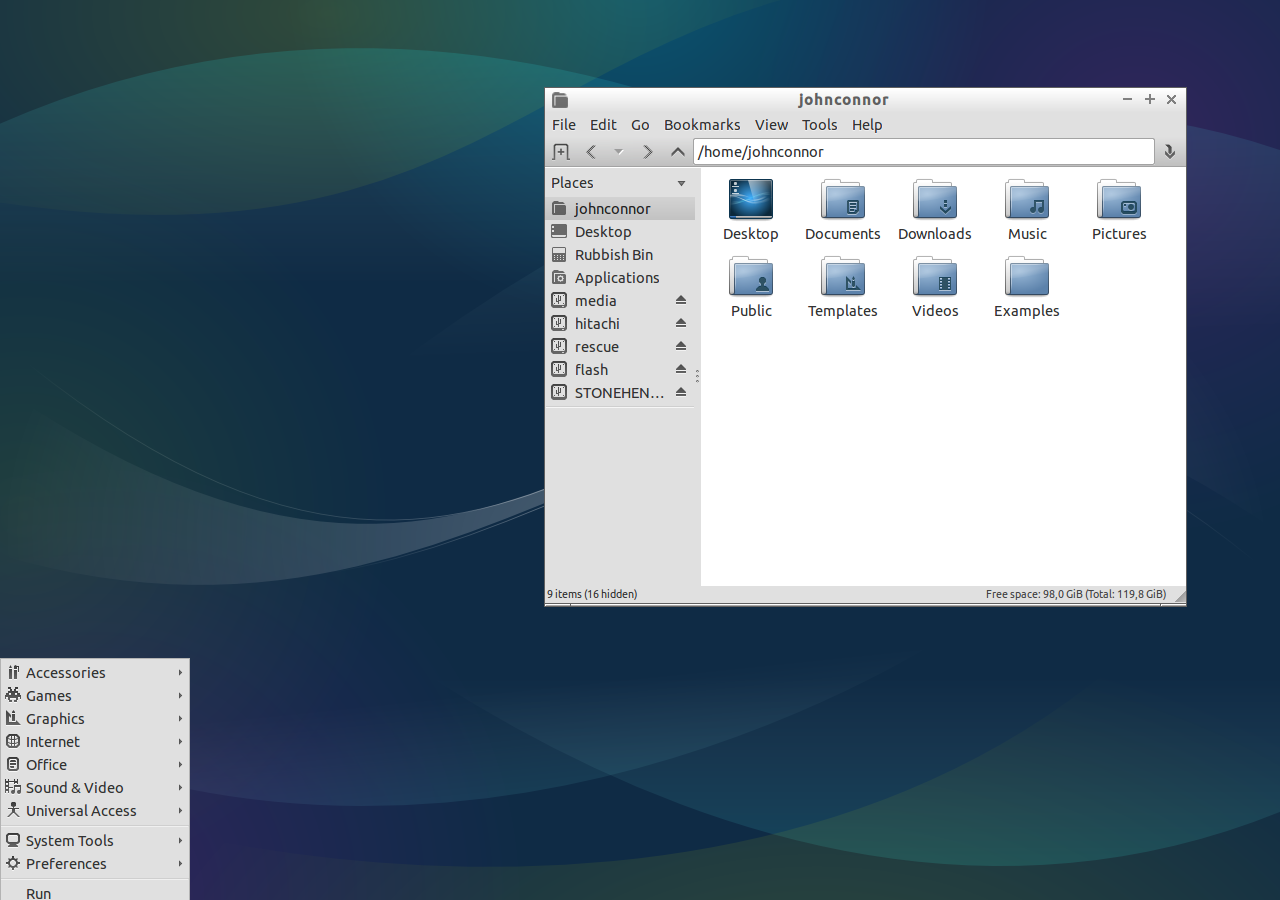 johnconnor
File Edit Go Bookmarks View Tools Help
/home/johnconnor
Places
johnconnor
Desktop
Rubbish Bin
Applications
media
hitachi
rescue
flash
STONEHEN...
Desktop Documents Downloads Music Pictures
Public Templates Videos Examples
9 items (16 hidden) Free space: 98,0 GiB (Total: 119,8 GiB)
Accessories
Games
Graphics
Internet
Office
Sound & Video
Universal Access
System Tools
Preferences
Run